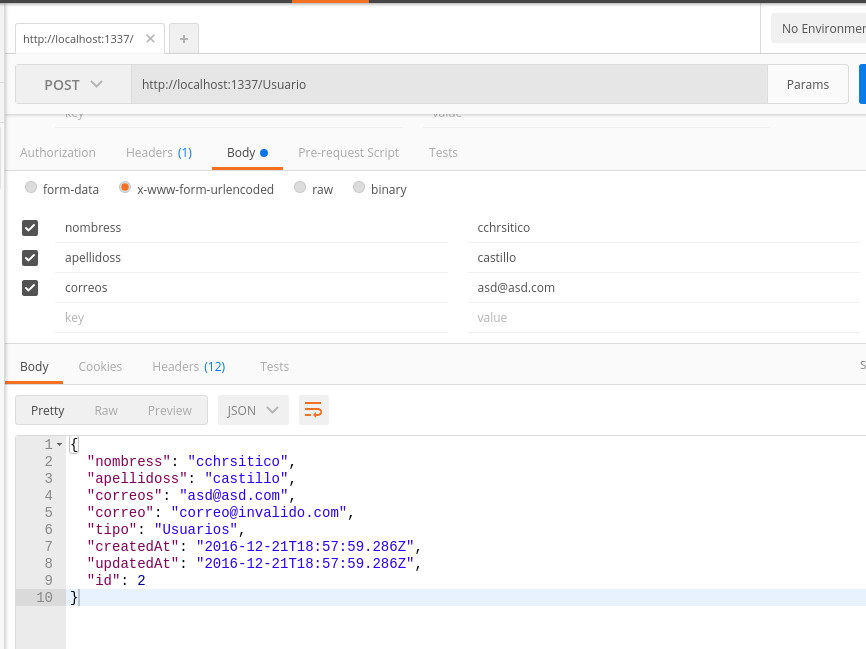 http://localhost:1337/ × +
No Environmen
POST http://localhost:1337/Usuario Params
key value
Authorization Headers (1) Body Pre-request Script Tests
form-data x-www-form-urlencoded raw binary
nombress cchrsitico
apellidoss castillo
correos asd@asd.com
key value
Body Cookies Headers (12) Tests S
Pretty Raw Preview JSON
1 {
2 "nombress": "cchrsitico",
3 "apellidoss": "castillo",
4 "correos": "asd@asd.com",
5 "correo": "correo@invalido.com",
6 "tipo": "Usuarios",
7 "createdAt": "2016-12-21T18:57:59.286Z",
8 "updatedAt": "2016-12-21T18:57:59.286Z",
9 "id": 2
10 }